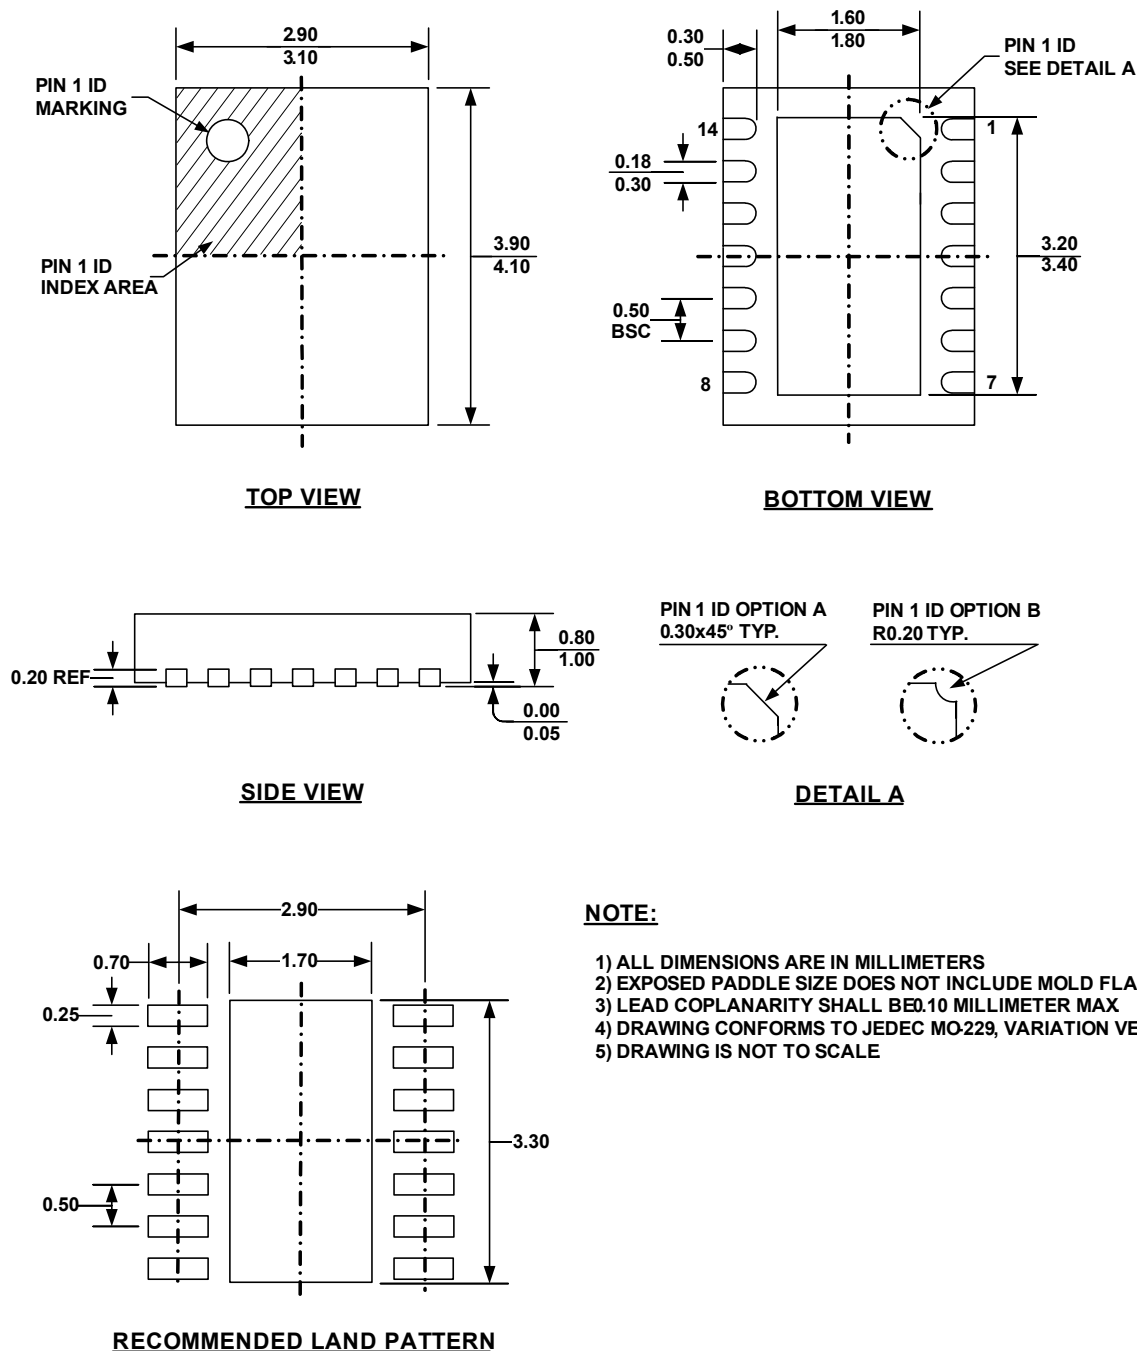 2.90
3.10
PIN 1 ID
MARKING
PIN 1 ID
INDEX AREA
3.90
4.10
TOP VIEW
0.30
0.50
1.60
1.80
PIN 1 ID
SEE DETAIL A
14
1
0.18
0.30
3.20
3.40
0.50
BSC
8
7
BOTTOM VIEW
0.20 REF
0.80
1.00
0.00
0.05
SIDE VIEW
PIN 1 ID OPTION A
0.30x45º TYP.
PIN 1 ID OPTION B
R0.20 TYP.
DETAIL A
2.90
0.70
1.70
0.25
3.30
0.50
RECOMMENDED LAND PATTERN
NOTE:
1) ALL DIMENSIONS ARE IN MILLIMETERS
2) EXPOSED PADDLE SIZE DOES NOT INCLUDE MOLD FLA
3) LEAD COPLANARITY SHALL BE0.10 MILLIMETER MAX
4) DRAWING CONFORMS TO JEDEC MO-229, VARIATION VE
5) DRAWING IS NOT TO SCALE